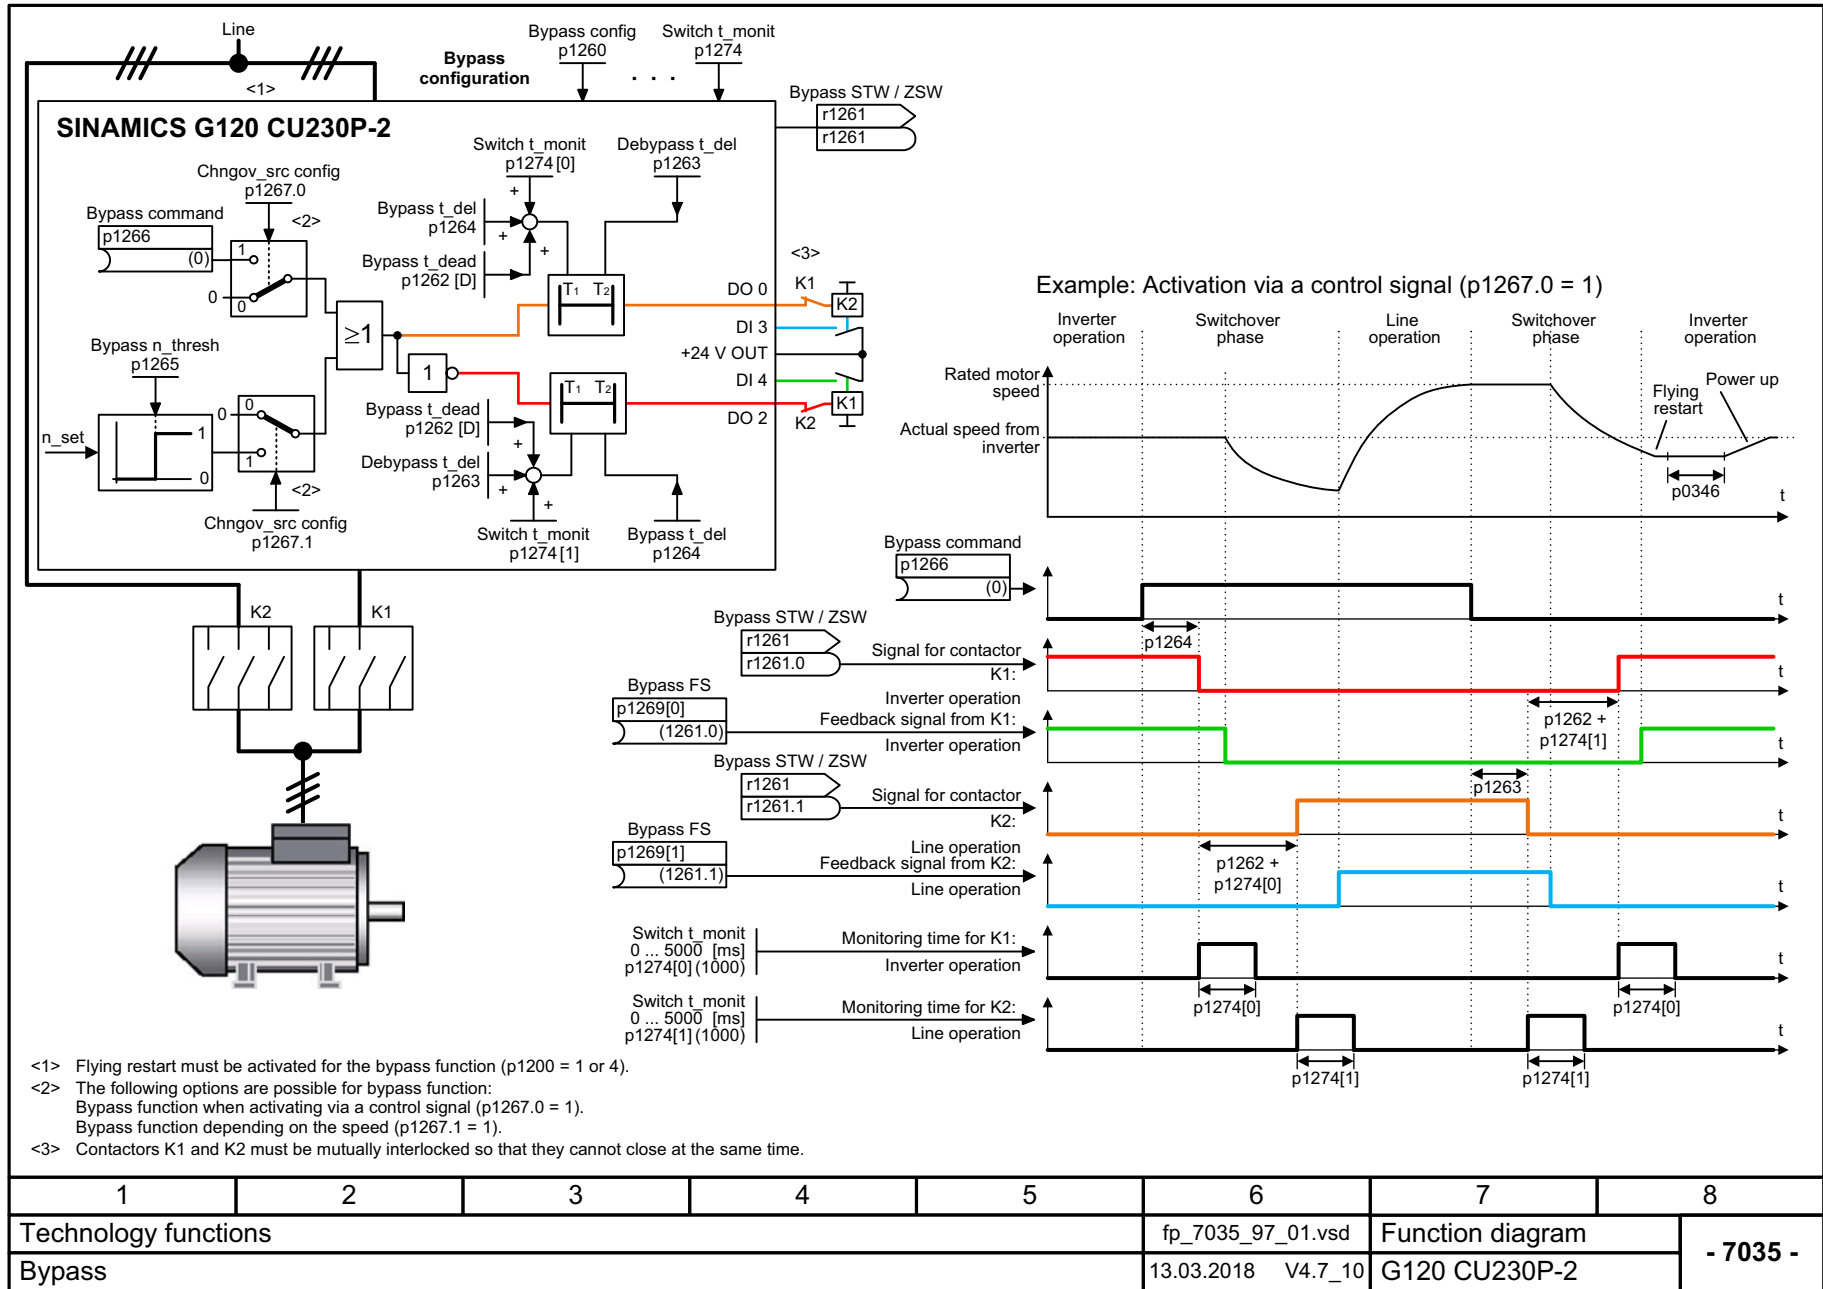 Line
<1>
Bypass
configuration
Bypass config
p1260
. . .
Switch t_monit
p1274
Bypass STW / ZSW
r1261
r1261
SINAMICS G120 CU230P-2
Chngov_src config
p1267.0
<2>
Bypass command
p1266
(0)
1
0
0
Switch t_monit
p1274 [0]
+
Debypass t_del
p1263
Bypass t_del
p1264
+
Bypass t_dead
p1262 [D]
+
T1 T2
≥1
1
Bypass n_thresh
p1265
n_set
1
0
0
0
1
<2>
Chngov_src config
p1267.1
Bypass t_dead
p1262 [D]
+
Debypass t_del
p1263
+
+
Switch t_monit
p1274 [1]
T1 T2
Bypass t_del
p1264
<3>
DO 0
K1
K2
DI 3
+24 V OUT
DI 4
K1
DO 2
K2
K2
K1
Example: Activation via a control signal (p1267.0 = 1)
Inverter
operation
Switchover
phase
Line
operation
Switchover
phase
Inverter
operation
Rated motor
speed
Actual speed from
inverter
Flying
restart
Power up
p0346
t
Bypass command
p1266
(0)
t
p1264
Bypass STW / ZSW
r1261
r1261.0
Signal for contactor
K1:
Inverter operation
t
p1262 +
p1274[1]
Bypass FS
p1269[0]
(1261.0)
Feedback signal from K1:
Inverter operation
t
p1263
Bypass STW / ZSW
r1261
r1261.1
Signal for contactor
K2:
Line operation
t
p1262 +
p1274[0]
Bypass FS
p1269[1]
(1261.1)
Feedback signal from K2:
Line operation
t
Switch t_monit
0 ... 5000 [ms]
p1274[0] (1000)
Monitoring time for K1:
Inverter operation
t
p1274[0]
p1274[0]
Switch t_monit
0 ... 5000 [ms]
p1274[1] (1000)
Monitoring time for K2:
Line operation
t
p1274[1]
p1274[1]
<1> Flying restart must be activated for the bypass function (p1200 = 1 or 4).
<2> The following options are possible for bypass function:
Bypass function when activating via a control signal (p1267.0 = 1).
Bypass function depending on the speed (p1267.1 = 1).
<3> Contactors K1 and K2 must be mutually interlocked so that they cannot close at the same time.
1 2 3 4 5 6 7 8
Technology functions
fp_7035_97_01.vsd
Function diagram
- 7035 -
Bypass
13.03.2018 V4.7_10
G120 CU230P-2